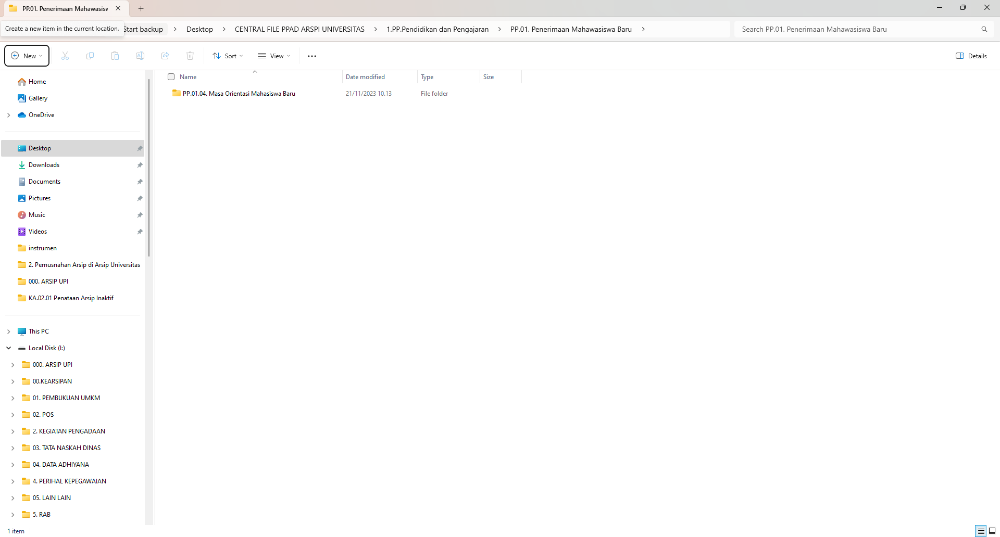 PP.01. Penerimaan Mahawasisw
Create a new item in the current location.
Start backup > Desktop > CENTRAL FILE PPAD ARSPI UNIVERSITAS > 1.PP.Pendidikan dan Pengajaran > PP.01. Penerimaan Mahawasiswa Baru >
Search PP.01. Penerimaan Mahawasiswa Baru
New
Sort
View
Details
Name
Date modified
Type
Size
PP.01.04. Masa Orientasi Mahasiswa Baru
21/11/2023 10.13
File folder
Home
Gallery
OneDrive
Desktop
Downloads
Documents
Pictures
Music
Videos
instrumen
2. Pemusnahan Arsip di Arsip Universitas
000. ARSIP UPI
KA.02.01 Penataan Arsip Inaktif
This PC
Local Disk (I:)
000. ARSIP UPI
00.KEARSIPAN
01. PEMBUKUAN UMKM
02. POS
2. KEGIATAN PENGADAAN
03. TATA NASKAH DINAS
04. DATA ADHIYANA
4. PERIHAL KEPEGAWAIAN
05. LAIN LAIN
5. RAB
1 item